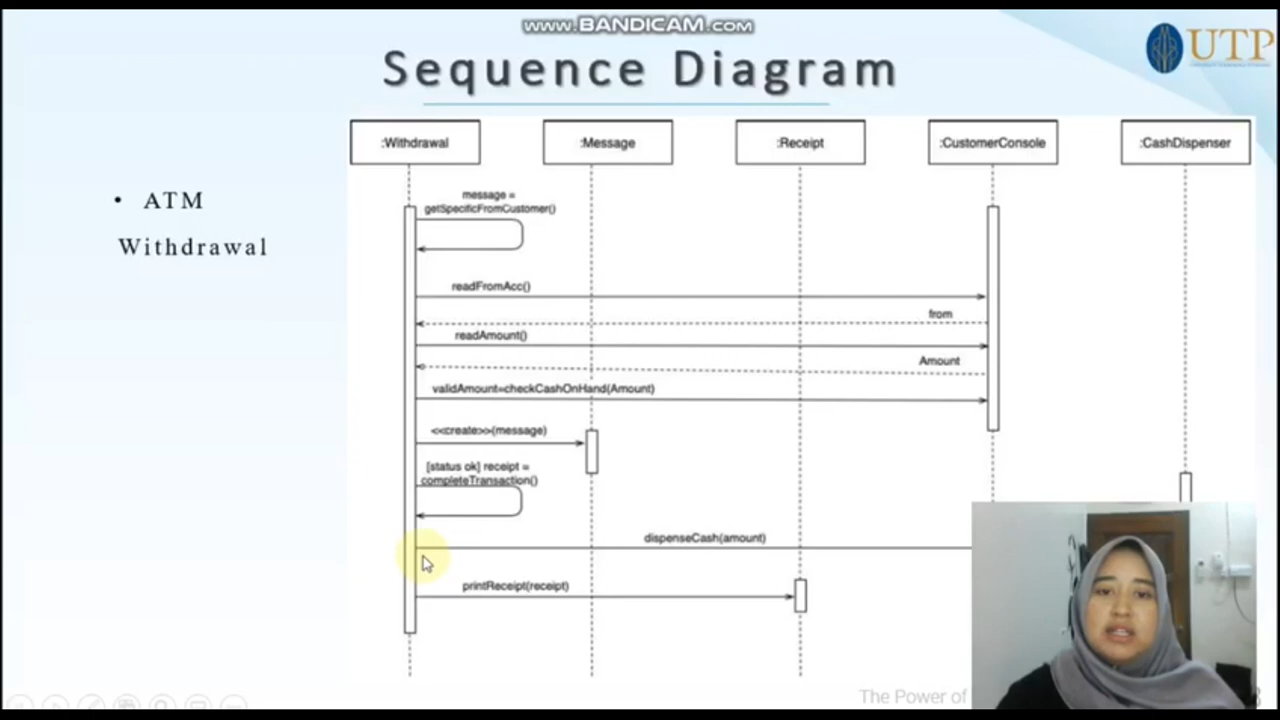 www.BANDICAM.com
Sequence Diagram
UTP
:Withdrawal
:Message
:Receipt
:CustomerConsole
:CashDispenser
• ATM
Withdrawal
message =
getSpecificFromCustomer()
readFromAcc()
from
readAmount()
Amount
validAmount=checkCashOnHand(Amount)
<<create>>(message)
[status ok] receipt =
completeTransaction()
dispenseCash(amount)
printReceipt(receipt)
The Power of